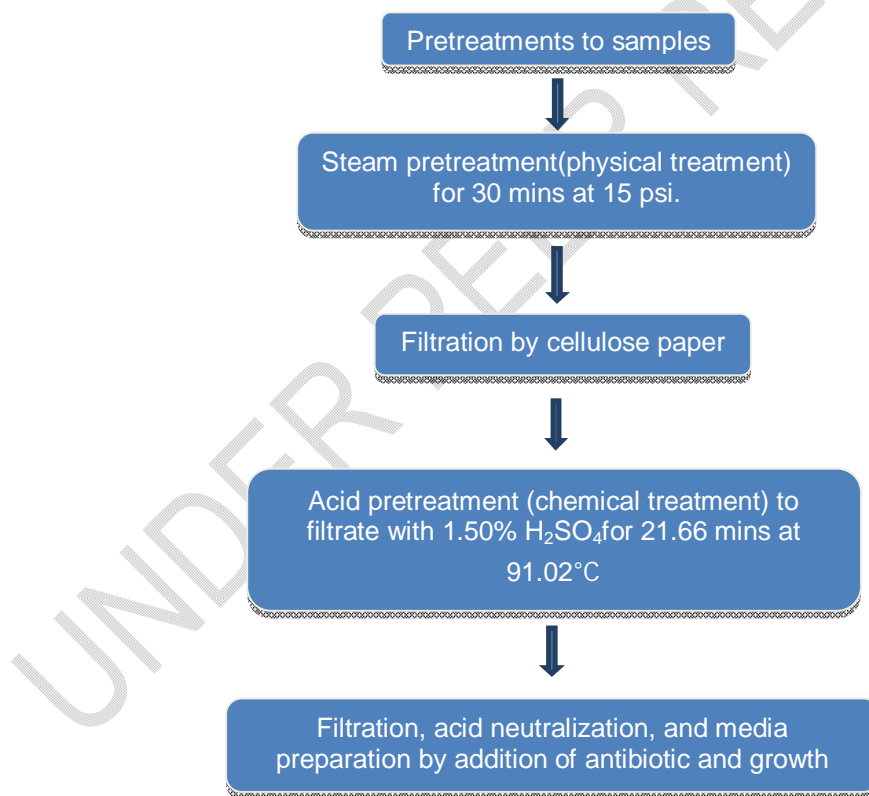 Pretreatments to samples
Steam pretreatment(physical treatment)
for 30 mins at 15 psi.
Filtration by cellulose paper
Acid pretreatment (chemical treatment) to
filtrate with 1.50% H₂SO₄for 21.66 mins at
91.02°C
Filtration, acid neutralization, and media
preparation by addition of antibiotic and growth
UNDER PEER RE